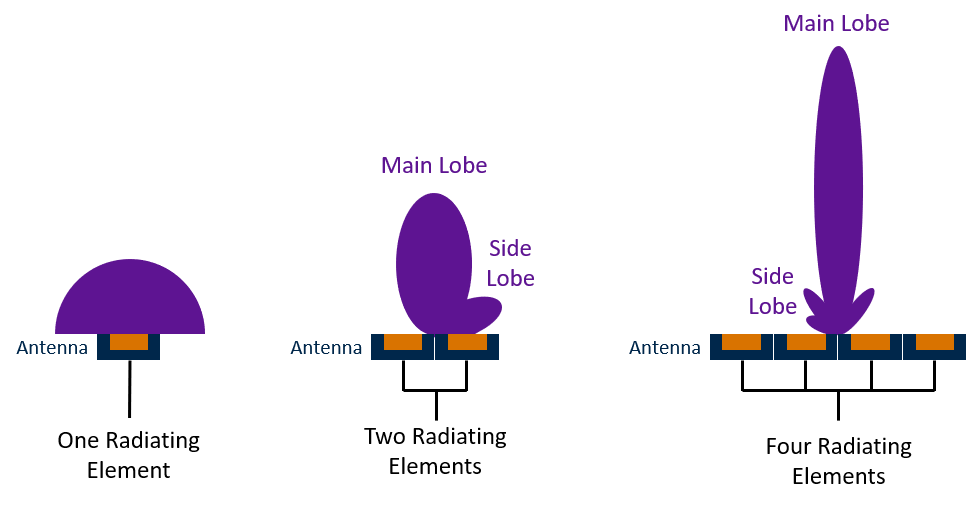 Main Lobe
Main Lobe
Side
Lobe
Side
Lobe
Antenna
Antenna
Antenna
One Radiating
Element
Two Radiating
Elements
Four Radiating
Elements